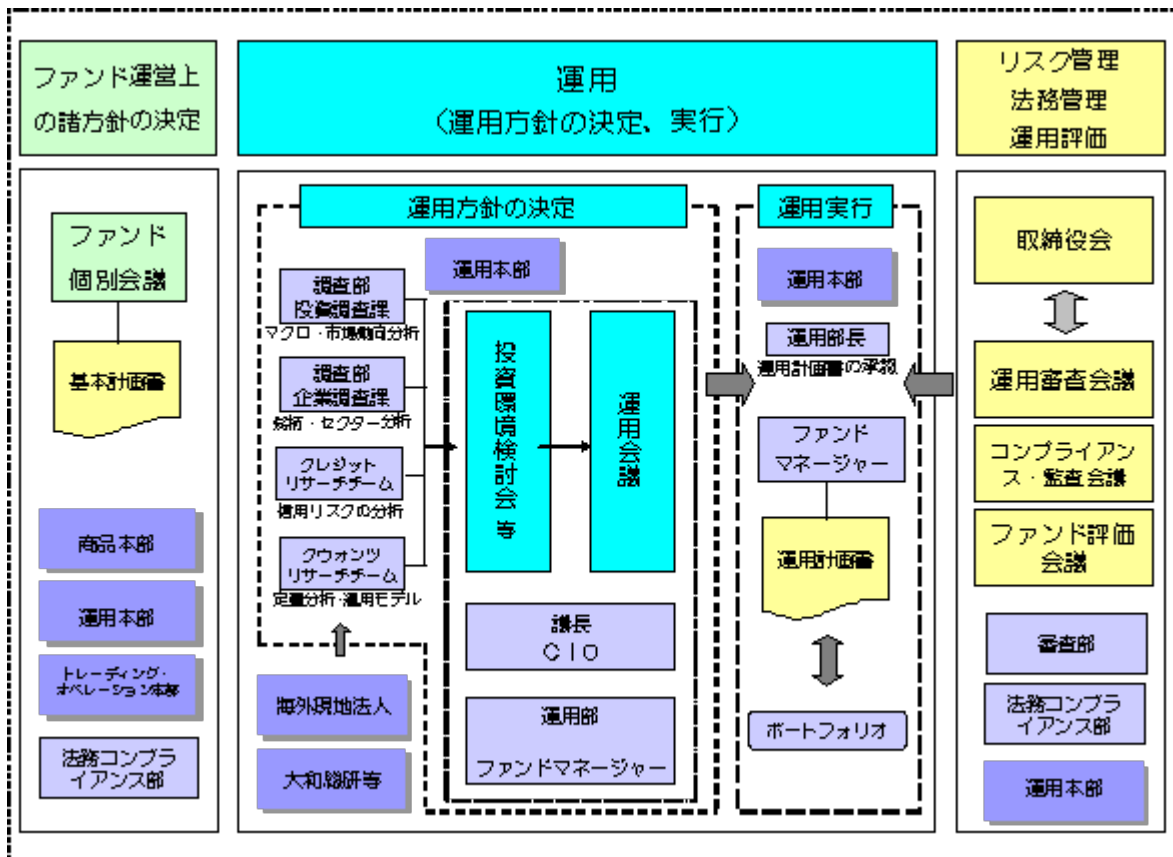 ファンド運営上
の諸方針の決定
ファンド
個別会議
基本計画書
商品本部
運用本部
トレーディング・
オペレーション本部
法務コンプラ
イアンス部
運用
(運用方針の決定、実行)
運用方針の決定
運用本部
調査部
投資調査課
マクロ・市場動向分析
調査部
企業調査課
銘柄・セクター分析
クレジット
リサーチチーム
信用リスクの分析
クウォンツ
リサーチチーム
定量分析・運用モデル
海外現地法人
大和総研等
投資環境検討会 等
運用会議
議長
CIO
運用部
ファンドマネージャー
運用実行
運用本部
運用部長
運用計画書の承認
ファンド
マネージャー
運用計画書
ポートフォリオ
リスク管理
法務管理
運用評価
取締役会
運用審査会議
コンプライアン
ス・監査会議
ファンド評価
会議
審査部
法務コンプラ
イアンス部
運用本部